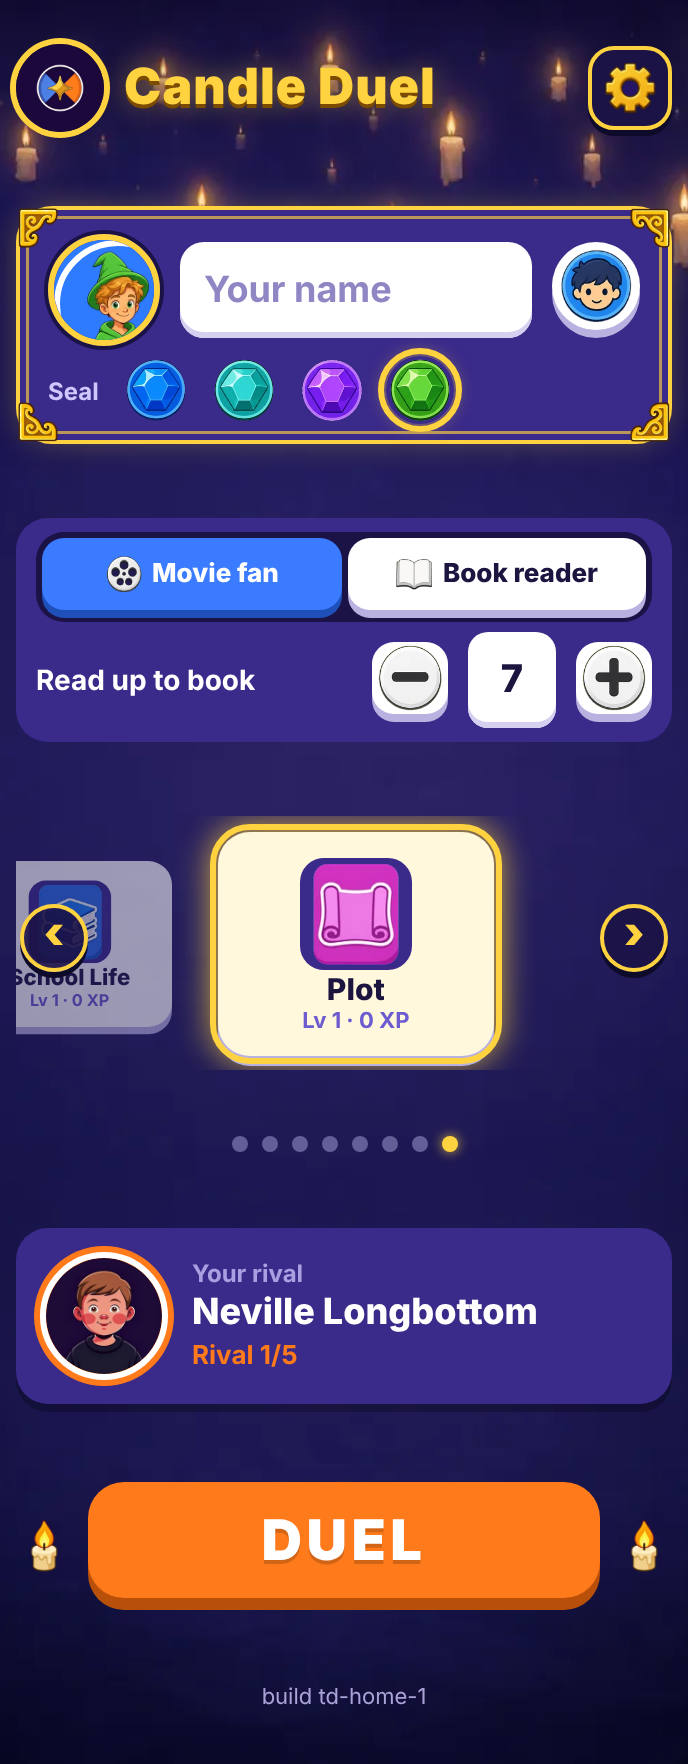 Candle Duel
Your name
Seal
Movie fan
Book reader
Read up to book
7
School Life
Lv 1 · 0 XP
Plot
Lv 1 · 0 XP
Your rival
Neville Longbottom
Rival 1/5
DUEL
build td-home-1